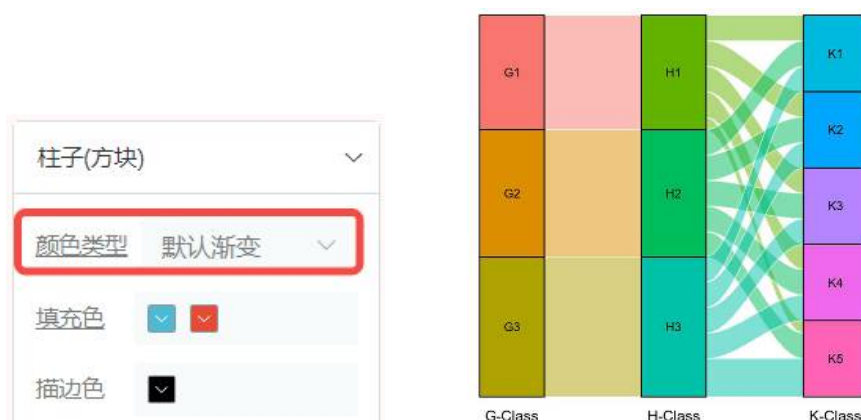 柱子(方块)
颜色类型 默认渐变
填充色
描边色
G1 H1 K1
K2
G2 H2
K3
K4
G3 H3
K5
G-Class H-Class K-Class